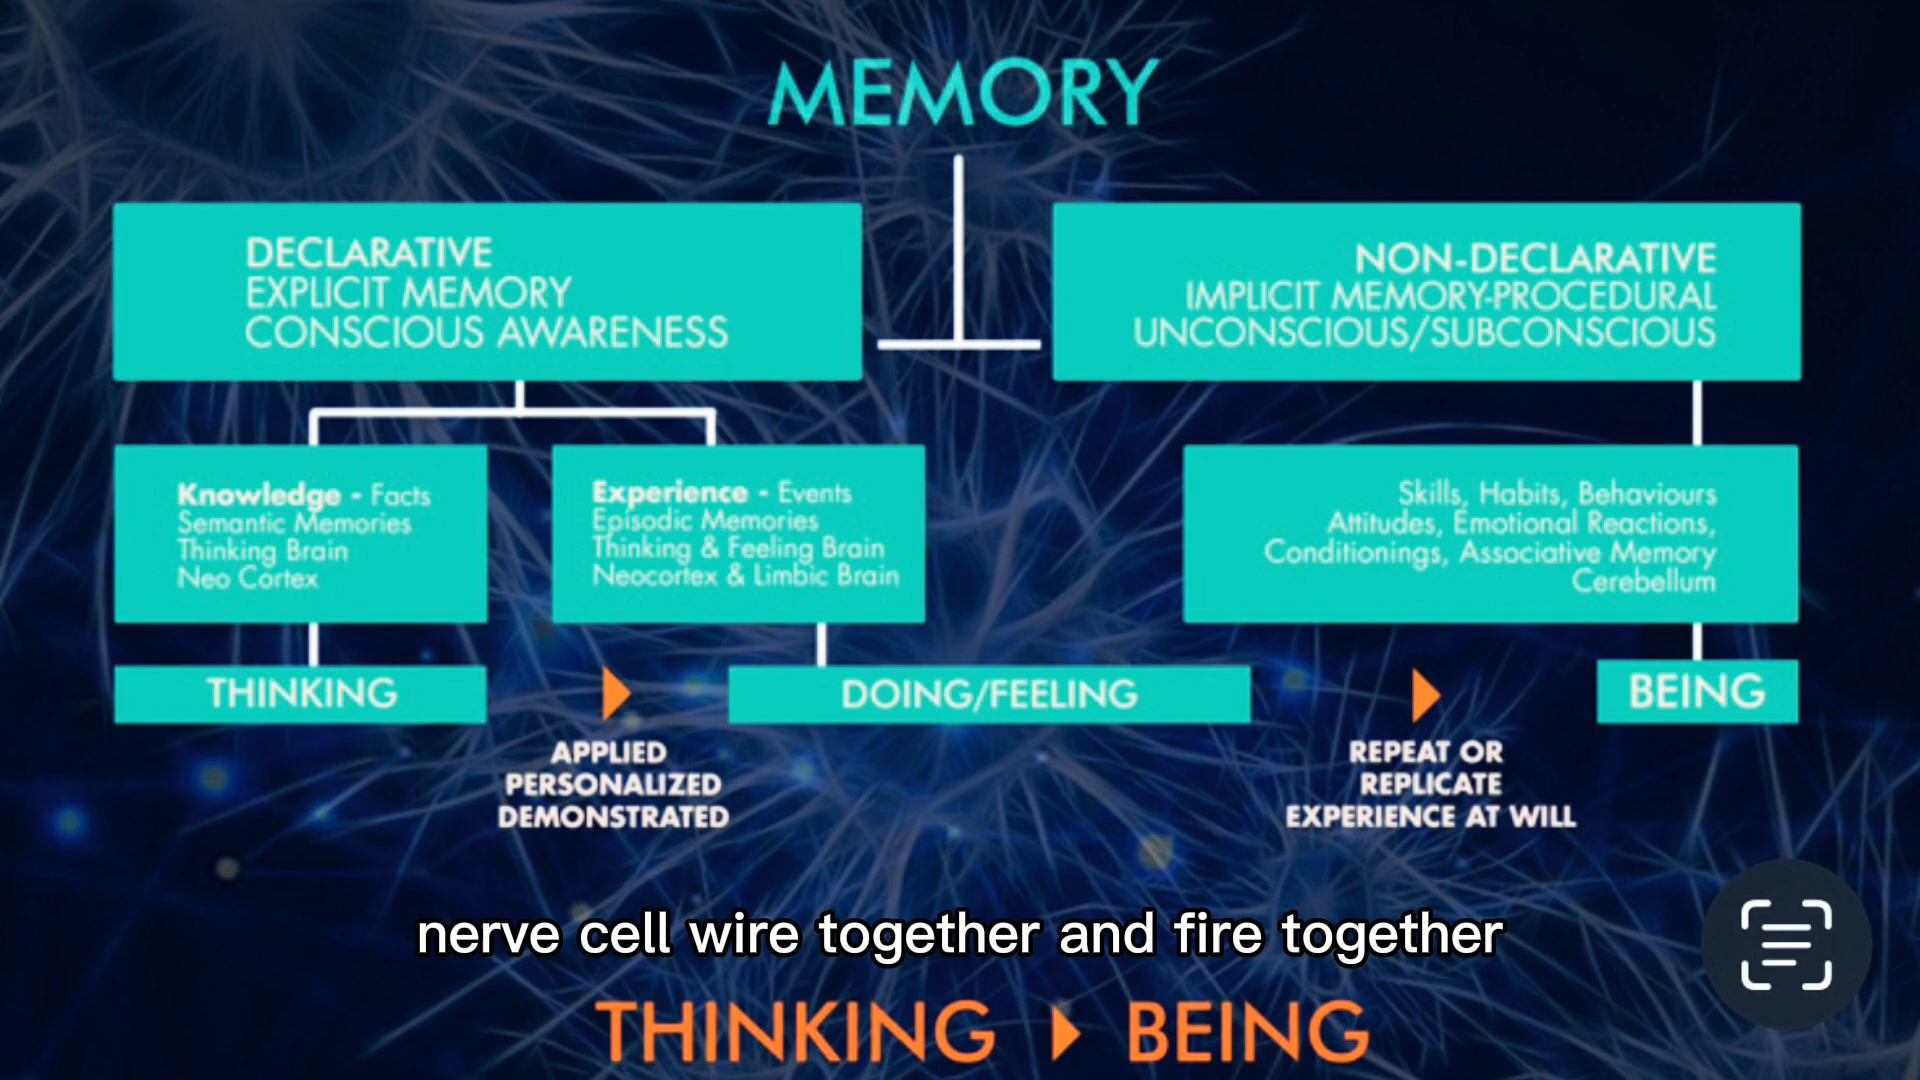 MEMORY
DECLARATIVE
EXPLICIT MEMORY
CONSCIOUS AWARENESS
NON-DECLARATIVE
IMPLICIT MEMORY-PROCEDURAL
UNCONSCIOUS/SUBCONSCIOUS
Knowledge - Facts
Semantic Memories
Thinking Brain
Neo Cortex
Experience - Events
Episodic Memories
Thinking & Feeling Brain
Neocortex & Limbic Brain
Skills, Habits, Behaviours
Attitudes, Emotional Reactions,
Conditionings, Associative Memory
Cerebellum
THINKING
DOING/FEELING
BEING
APPLIED
PERSONALIZED
DEMONSTRATED
REPEAT OR
REPLICATE
EXPERIENCE AT WILL
nerve cell wire together and fire together
THINKING BEING